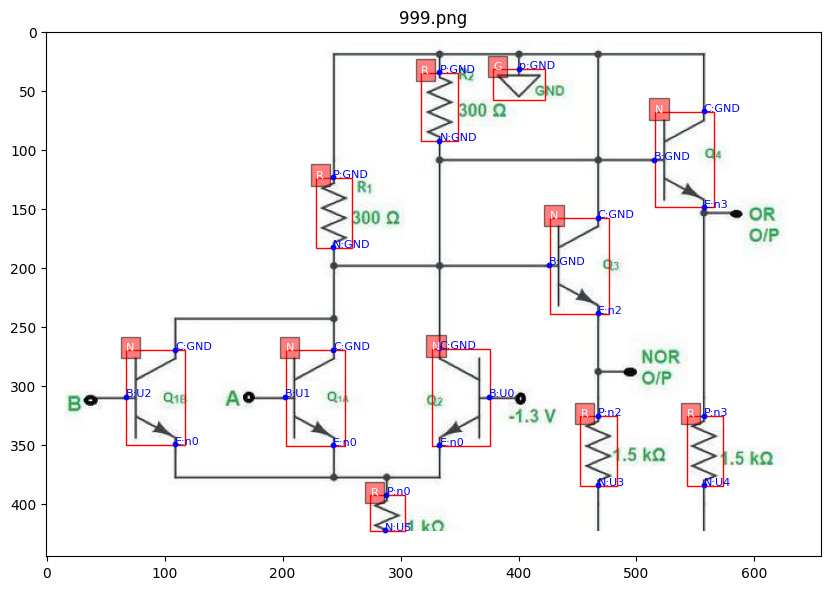 999.png
0
50
100
150
200
250
300
350
400
0
100
200
300
400
500
600
R
P:GND
R2
300 Ω
N:GND
G
p:GND
GND
N
C:GND
B:GND
Q4
E:n3
OR
O/P
R
P:GND
R1
300 Ω
N:GND
N
C:GND
B:GND
Q3
E:n2
NOR
O/P
N
C:GND
B
B:U2
Q1B
E:n0
N
C:GND
A
B:U1
Q1A
E:n0
N
C:GND
Q2
B:U0
-1.3 V
E:n0
R
P:n2
1.5 kΩ
N:U3
R
P:n3
1.5 kΩ
N:U4
R
P:n0
1 kΩ
N:U5